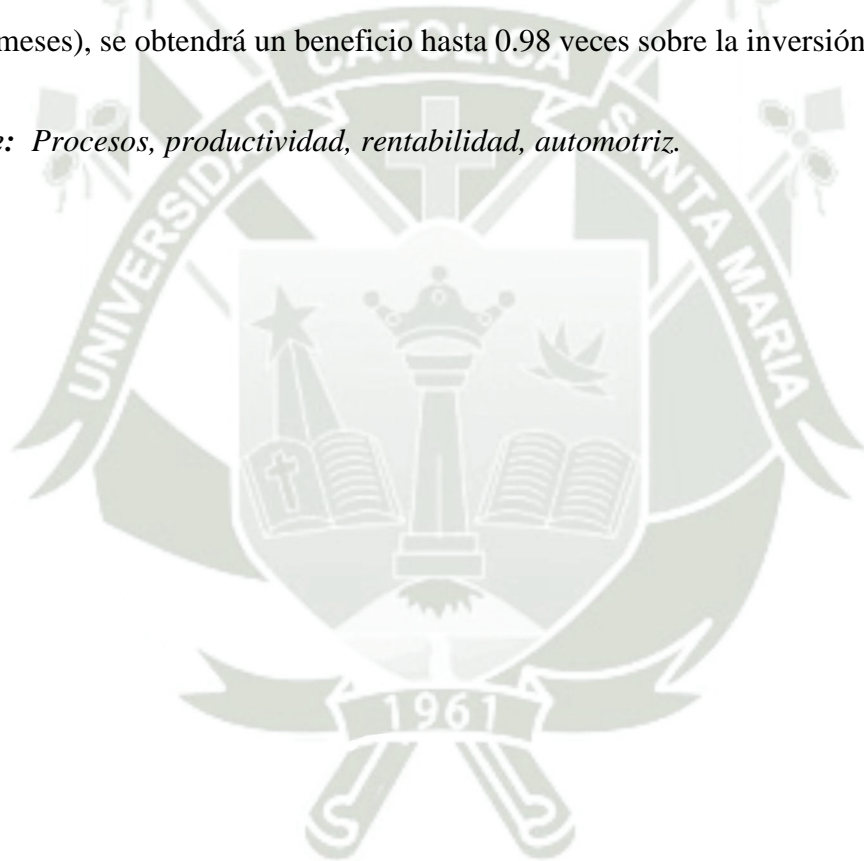 meses), se obtendrá un beneficio hasta 0.98 veces sobre la inversión
e: Procesos, productividad, rentabilidad, automotriz.
UNIVERSIDAD CATOLICA SANTA MARIA
1961